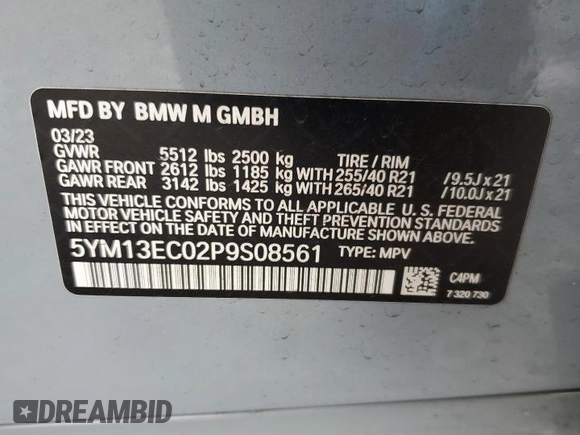 MFD BY BMW M GMBH
03/23
GVWR 5512 lbs 2500 kg TIRE / RIM
GAWR FRONT 2612 lbs 1185 kg WITH 255/40 R21 /9.5J x 21
GAWR REAR 3142 lbs 1425 kg WITH 265/40 R21 /10.0J x 21
THIS VEHICLE CONFORMS TO ALL APPLICABLE U. S. FEDERAL
MOTOR VEHICLE SAFETY, BUMPER, AND THEFT PREVENTION STANDARDS
IN EFFECT ON THE DATE OF MANUFACTURE SHOWN ABOVE.
5YM13EC02P9S08561 TYPE: MPV
C4PM
7 320 730
DREAMBID